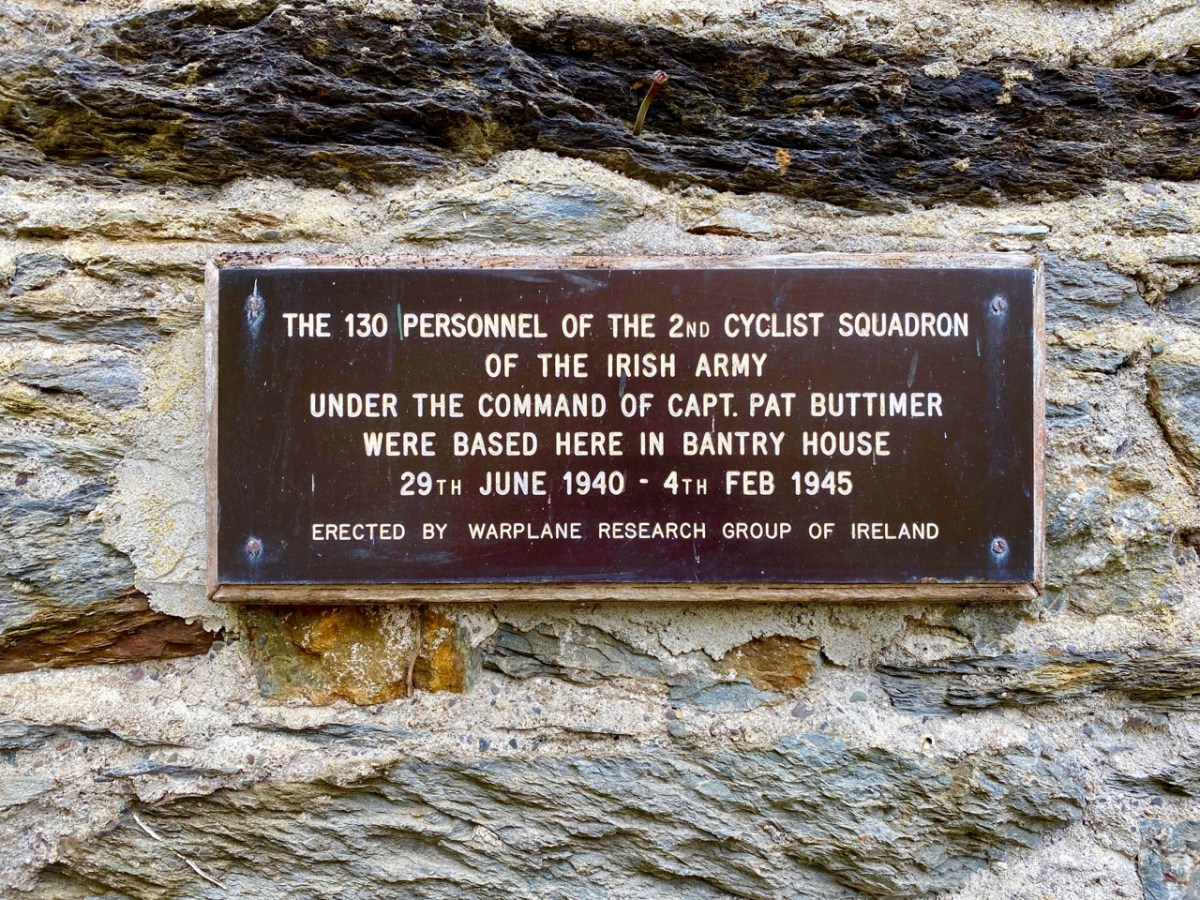 THE 130 PERSONNEL OF THE 2ND CYCLIST SQUADRON
OF THE IRISH ARMY
UNDER THE COMMAND OF CAPT. PAT BUTTIMER
WERE BASED HERE IN BANTRY HOUSE
29TH JUNE 1940 - 4TH FEB 1945
ERECTED BY WARPLANE RESEARCH GROUP OF IRELAND